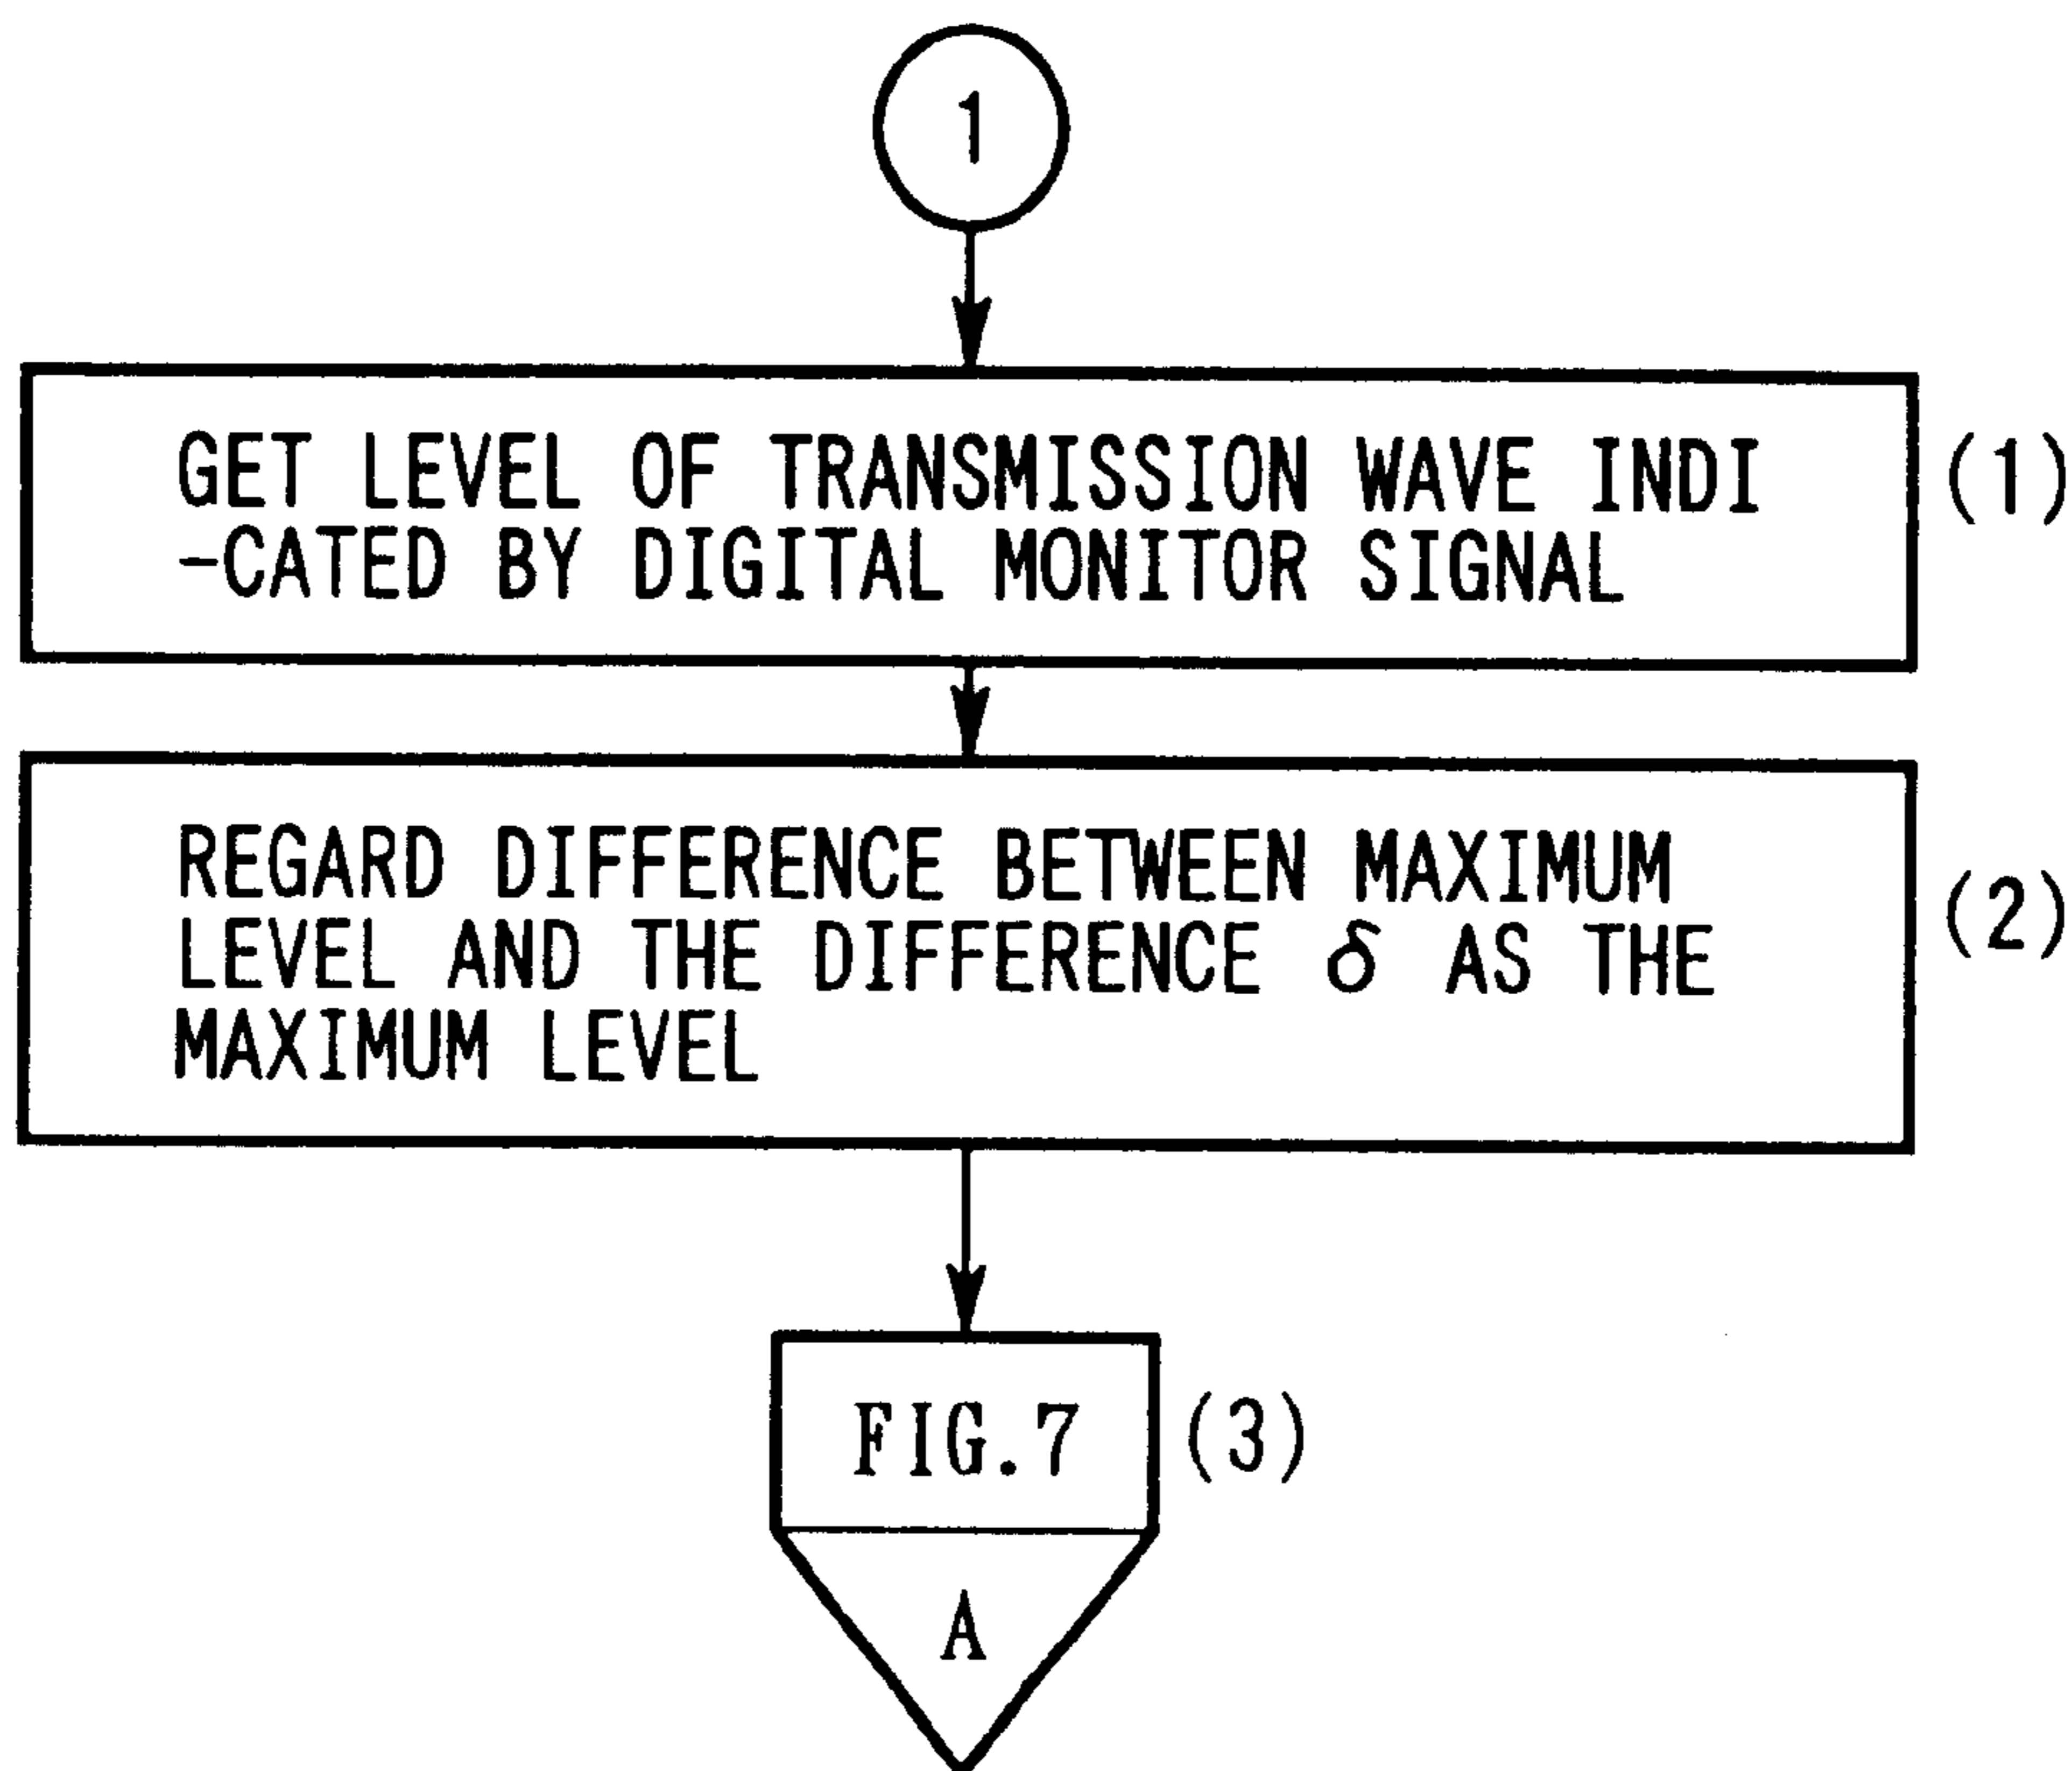 1
GET LEVEL OF TRANSMISSION WAVE INDI
-CATED BY DIGITAL MONITOR SIGNAL
(1)
REGARD DIFFERENCE BETWEEN MAXIMUM
LEVEL AND THE DIFFERENCE δ AS THE
MAXIMUM LEVEL
(2)
FIG.7
(3)
A